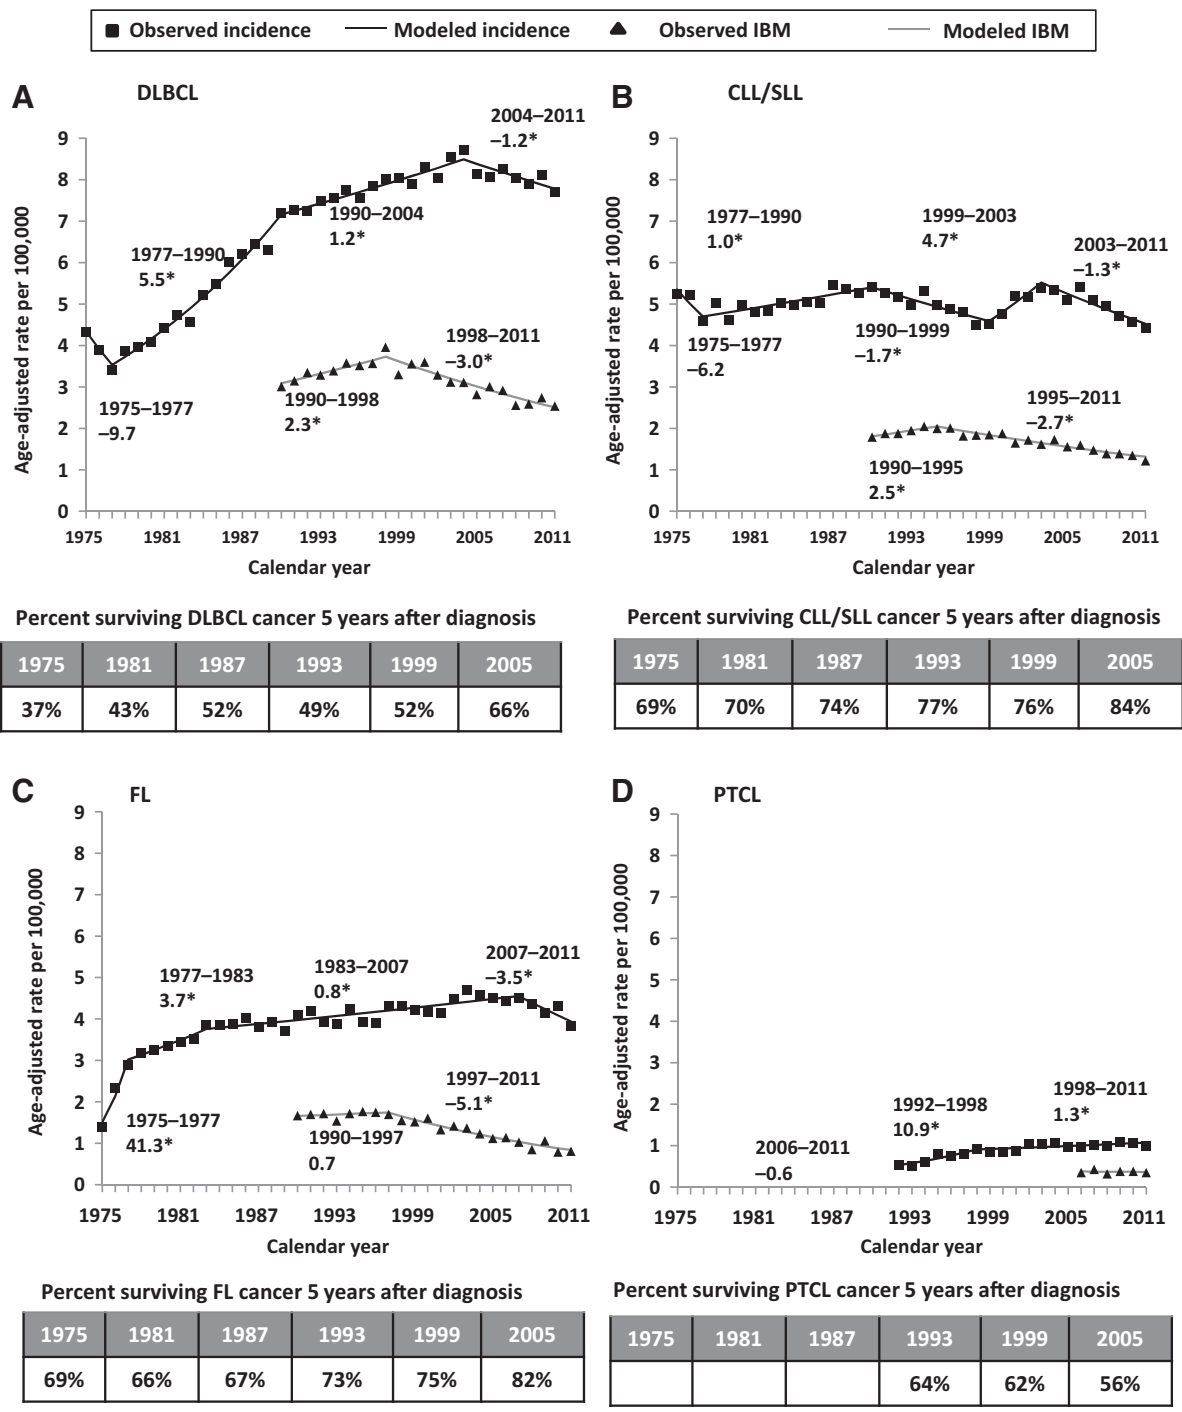 Observed incidence Modeled incidence Observed IBM Modeled IBM
A DLBCL
Age-adjusted rate per 100,000
9
8
7
6
5
4
3
2
1
0
2004–2011
–1.2*
1990–2004
1.2*
1977–1990
5.5*
1998–2011
–3.0*
1990–1998
2.3*
1975–1977
–9.7
1975 1981 1987 1993 1999 2005 2011
Calendar year
Percent surviving DLBCL cancer 5 years after diagnosis
1975 1981 1987 1993 1999 2005
37% 43% 52% 49% 52% 66%
B CLL/SLL
Age-adjusted rate per 100,000
9
8
7
6
5
4
3
2
1
0
1977–1990
1.0*
1999–2003
4.7*
2003–2011
–1.3*
1975–1977
–6.2
1990–1999
–1.7*
1995–2011
–2.7*
1990–1995
2.5*
1975 1981 1987 1993 1999 2005 2011
Calendar year
Percent surviving CLL/SLL cancer 5 years after diagnosis
1975 1981 1987 1993 1999 2005
69% 70% 74% 77% 76% 84%
C FL
Age-adjusted rate per 100,000
9
8
7
6
5
4
3
2
1
0
1977–1983
3.7*
1983–2007
0.8*
2007–2011
–3.5*
1975–1977
41.3*
1997–2011
–5.1*
1990–1997
0.7
1975 1981 1987 1993 1999 2005 2011
Calendar year
Percent surviving FL cancer 5 years after diagnosis
1975 1981 1987 1993 1999 2005
69% 66% 67% 73% 75% 82%
D PTCL
Age-adjusted rate per 100,000
9
8
7
6
5
4
3
2
1
0
1992–1998
10.9*
1998–2011
1.3*
2006–2011
–0.6
1975 1981 1987 1993 1999 2005 2011
Calendar year
Percent surviving PTCL cancer 5 years after diagnosis
1975 1981 1987 1993 1999 2005
64% 62% 56%